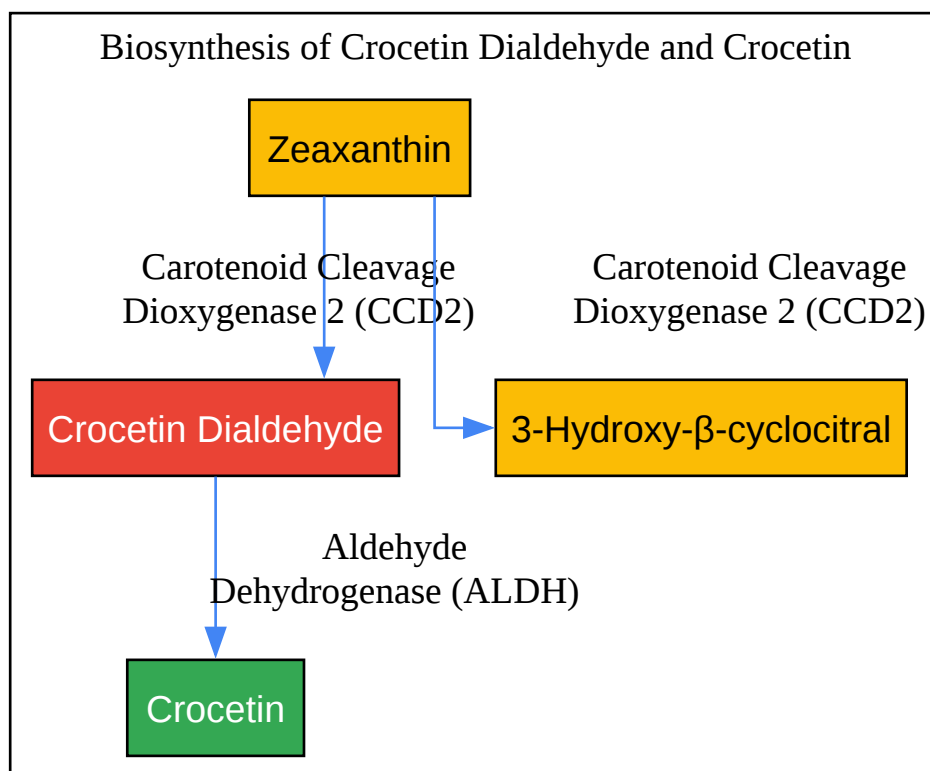 Biosynthesis of Crocetin Dialdehyde and Crocetin
Zeaxanthin
Carotenoid Cleavage
Dioxygenase 2 (CCD2)
Carotenoid Cleavage
Dioxygenase 2 (CCD2)
Crocetin Dialdehyde
3-Hydroxy-β-cyclocitral
Aldehyde
Dehydrogenase (ALDH)
Crocetin